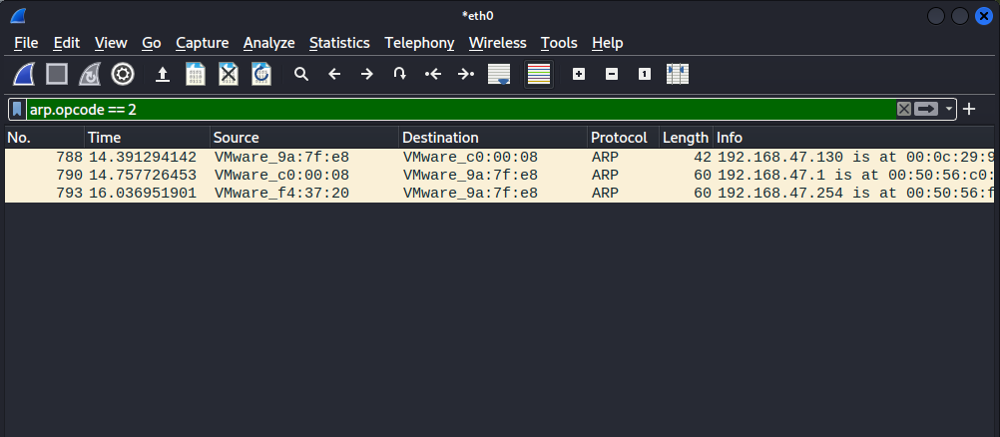 *eth0
File Edit View Go Capture Analyze Statistics Telephony Wireless Tools Help
arp.opcode == 2
No. Time Source Destination Protocol Length Info
788 14.391294142 VMware_9a:7f:e8 VMware_c0:00:08 ARP 42 192.168.47.130 is at 00:0c:29:9
790 14.757726453 VMware_c0:00:08 VMware_9a:7f:e8 ARP 60 192.168.47.1 is at 00:50:56:c0:
793 16.036951901 VMware_f4:37:20 VMware_9a:7f:e8 ARP 60 192.168.47.254 is at 00:50:56:f